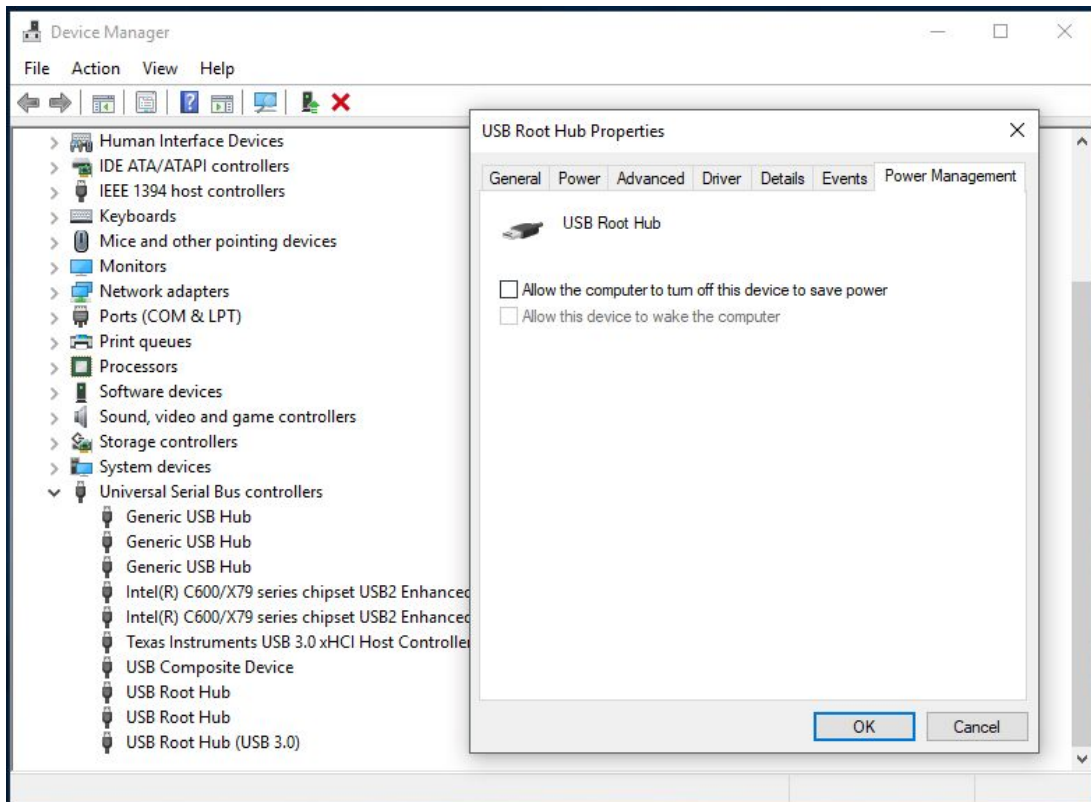 Device Manager
File Action View Help
Human Interface Devices
IDE ATA/ATAPI controllers
IEEE 1394 host controllers
Keyboards
Mice and other pointing devices
Monitors
Network adapters
Ports (COM & LPT)
Print queues
Processors
Software devices
Sound, video and game controllers
Storage controllers
System devices
Universal Serial Bus controllers
Generic USB Hub
Generic USB Hub
Generic USB Hub
Intel(R) C600/X79 series chipset USB2 Enhanced
Intel(R) C600/X79 series chipset USB2 Enhanced
Texas Instruments USB 3.0 xHCI Host Controller
USB Composite Device
USB Root Hub
USB Root Hub
USB Root Hub (USB 3.0)
USB Root Hub Properties
General Power Advanced Driver Details Events Power Management
USB Root Hub
Allow the computer to turn off this device to save power
Allow this device to wake the computer
OK Cancel